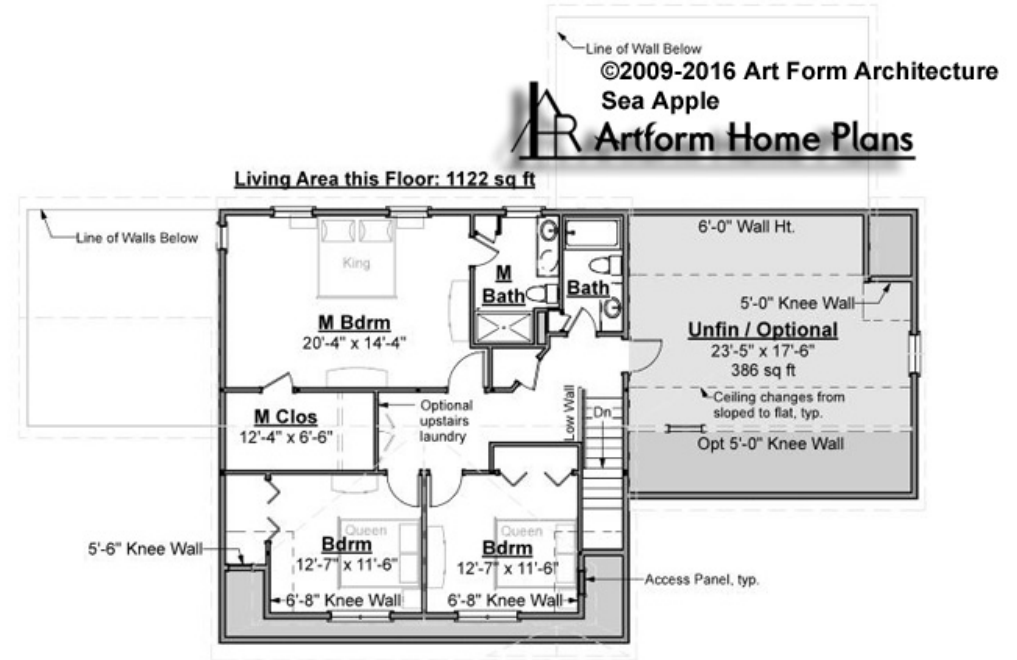 Line of Wall Below
©2009-2016 Art Form Architecture
Sea Apple
AR Artform Home Plans
Living Area this Floor: 1122 sq ft
Line of Walls Below
King
M Bdrm
20'-4" x 14'-4"
M
Bath
Bath
6'-0" Wall Ht.
5'-0" Knee Wall
Unfin / Optional
23'-5" x 17'-6"
386 sq ft
Ceiling changes from
sloped to flat, typ.
Opt 5'-0" Knee Wall
M Clos
12'-4" x 6'-6"
Optional
upstairs
laundry
Low Wall
Dn
5'-6" Knee Wall
Queen
Bdrm
12'-7" x 11'-6"
6'-8" Knee Wall
Queen
Bdrm
12'-7" x 11'-6"
6'-8" Knee Wall
Access Panel, typ.